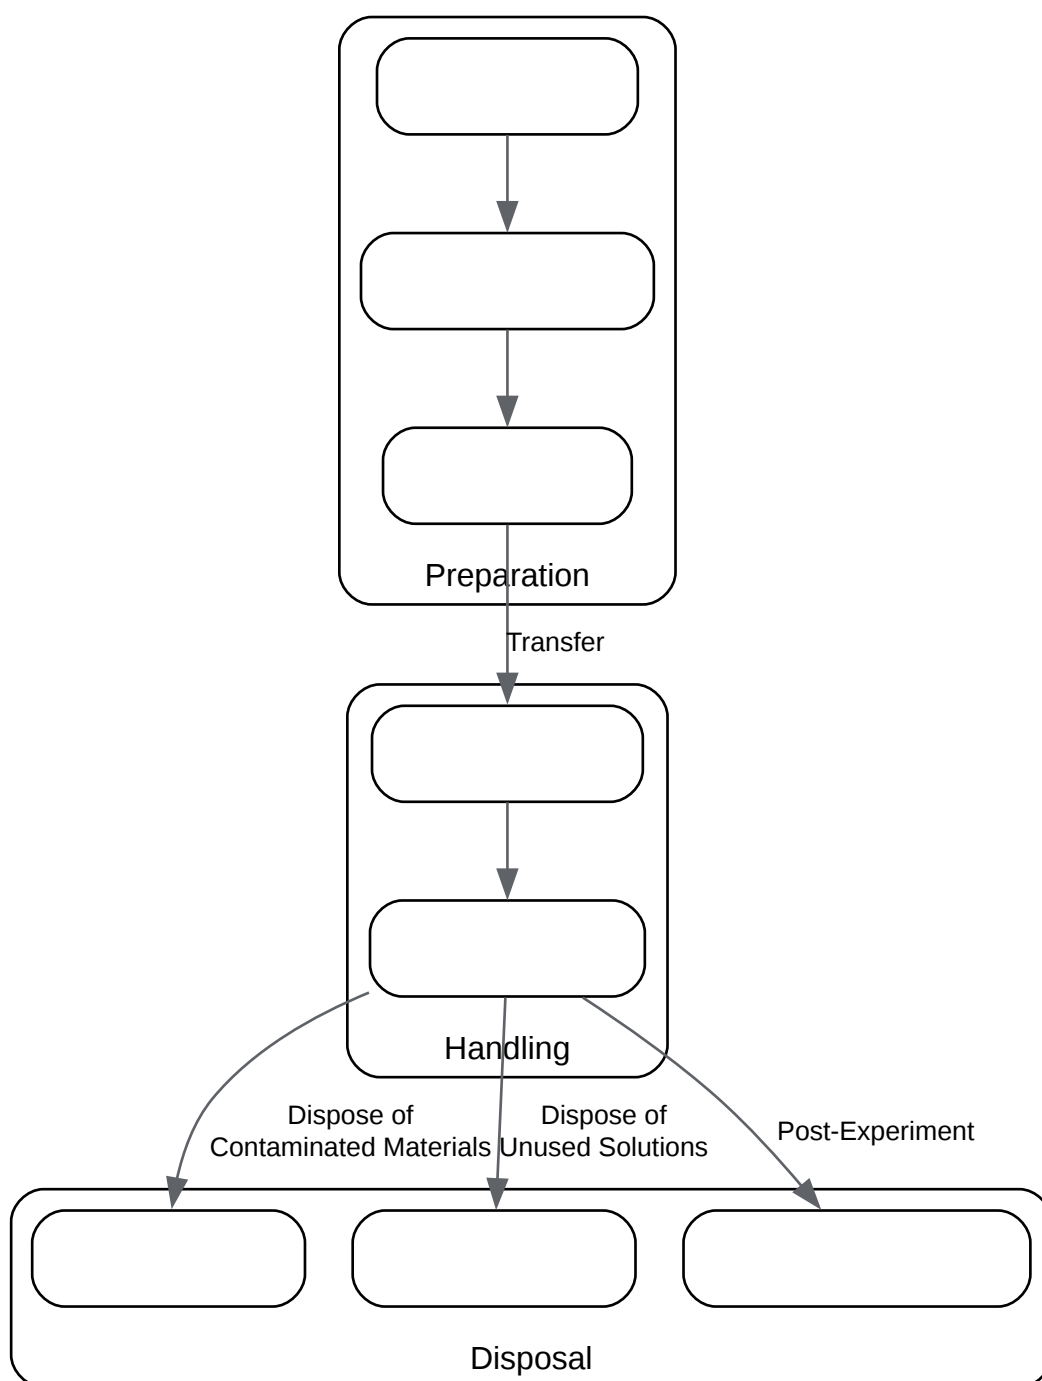 Preparation
Transfer
Handling
Dispose of
Contaminated Materials
Dispose of
Unused Solutions
Post-Experiment
Disposal